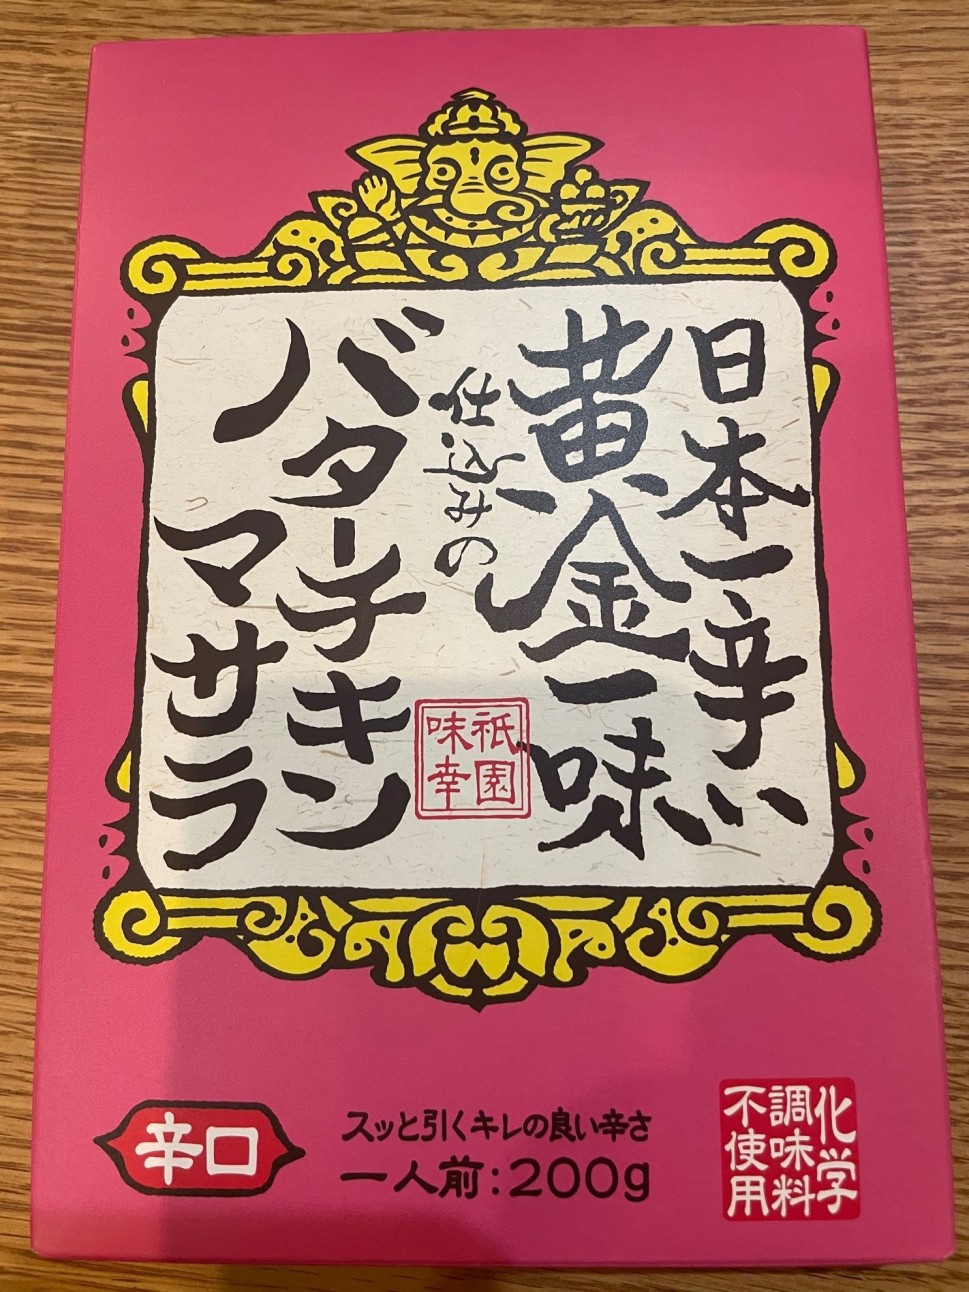 日本一辛い
黄金一味
仕込みの
バターチキン
マサラ
祇園
味幸
辛口
スッと引くキレの良い辛さ
一人前:200g
化学
調味料
不使用